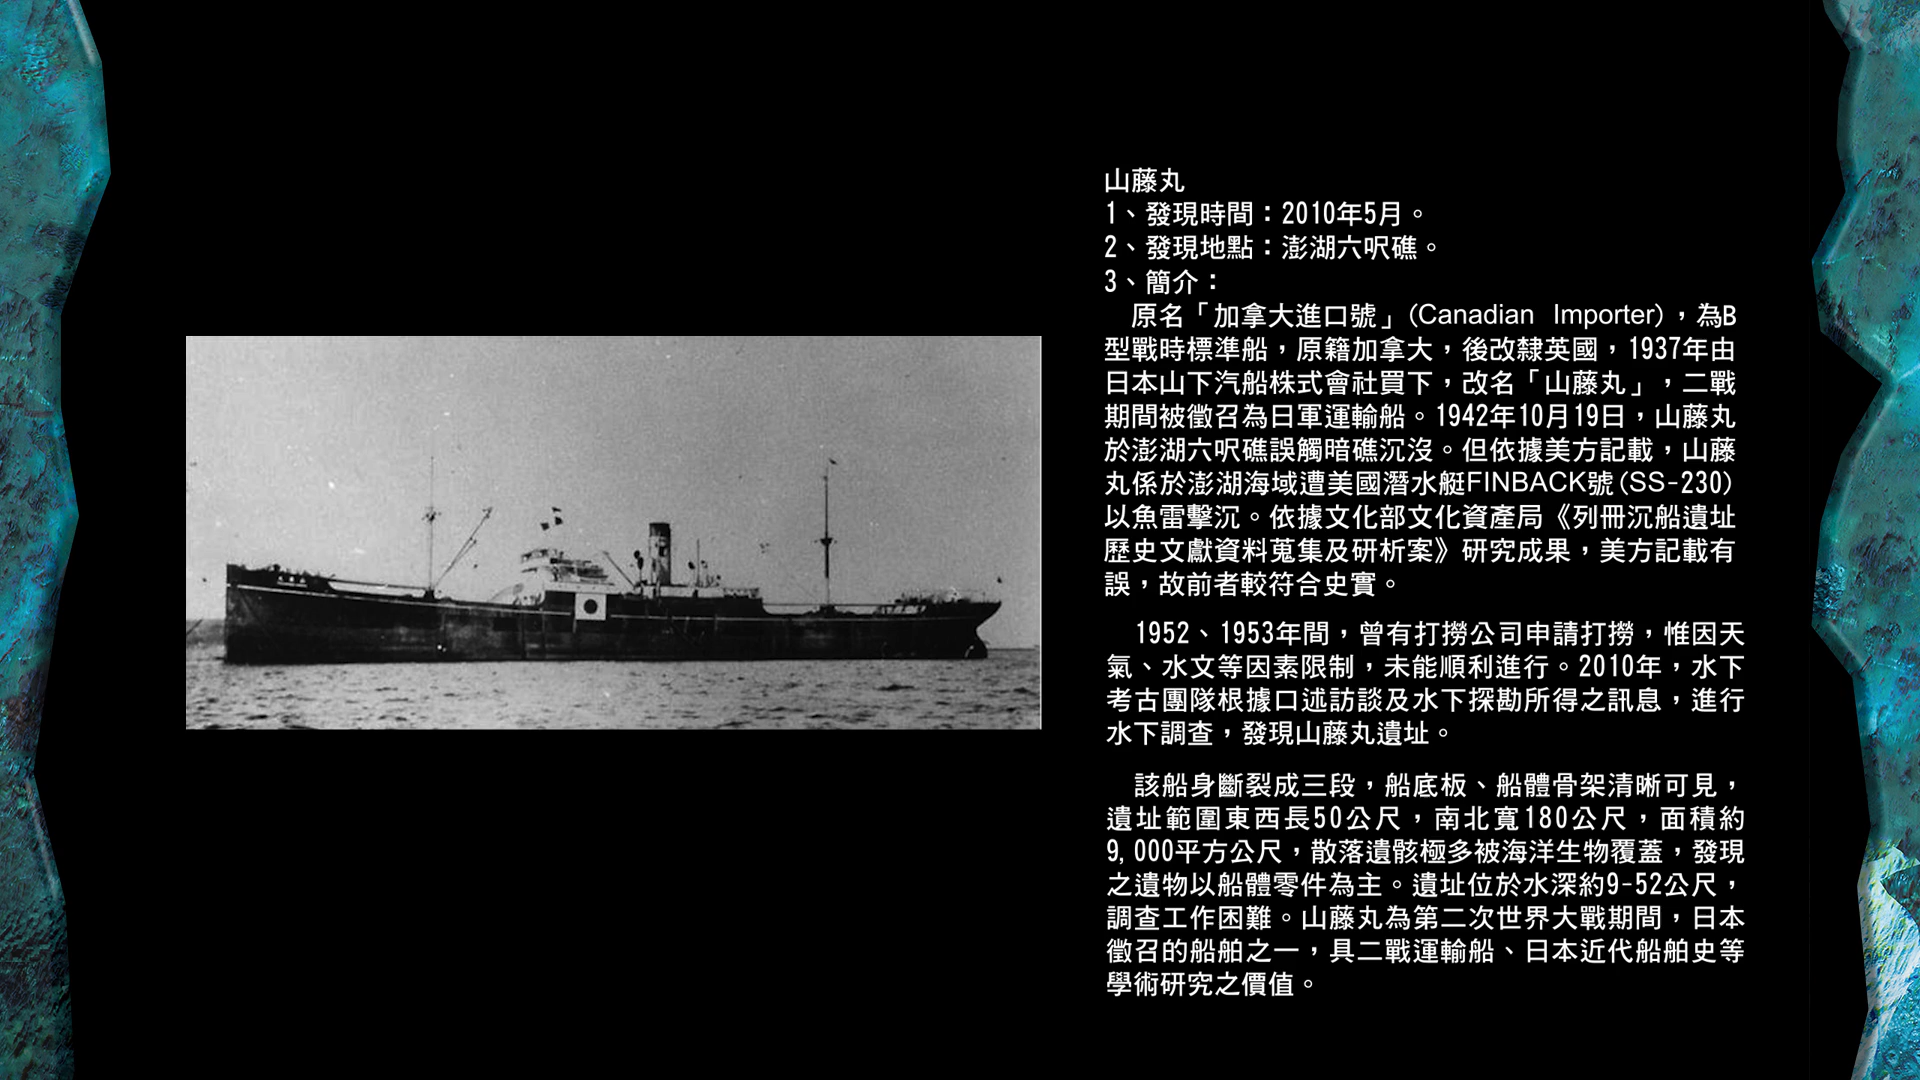 山藤丸
1、發現時間：2010年5月。
2、發現地點：澎湖六呎礁。
3、簡介：
原名「加拿大進口號」(Canadian Importer)，為B
型戰時標準船，原籍加拿大，後改隸英國，1937年由
日本山下汽船株式會社買下，改名「山藤丸」，二戰
期間被徵召為日軍運輸船。1942年10月19日，山藤丸
於澎湖六呎礁誤觸暗礁沉沒。但依據美方記載，山藤
丸係於澎湖海域遭美國潛水艇FINBACK號(SS-230)
以魚雷擊沉。依據文化部文化資產局《列冊沉船遺址
歷史文獻資料蒐集及研析案》研究成果，美方記載有
誤，故前者較符合史實。
1952、1953年間，曾有打撈公司申請打撈，惟因天
氣、水文等因素限制，未能順利進行。2010年，水下
考古團隊根據口述訪談及水下探勘所得之訊息，進行
水下調查，發現山藤丸遺址。
該船身斷裂成三段，船底板、船體骨架清晰可見，
遺址範圍東西長50公尺，南北寬180公尺，面積約
9,000平方公尺，散落遺骸極多被海洋生物覆蓋，發現
之遺物以船體零件為主。遺址位於水深約9-52公尺，
調查工作困難。山藤丸為第二次世界大戰期間，日本
徵召的船舶之一，具二戰運輸船、日本近代船舶史等
學術研究之價值。